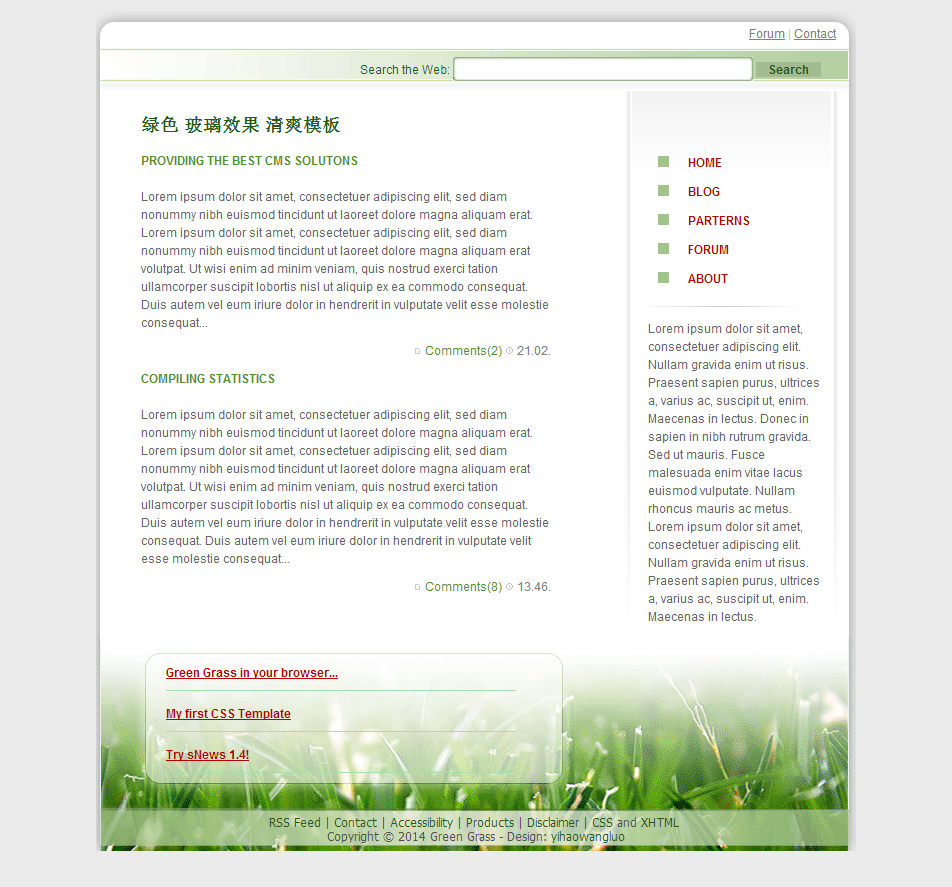 Forum | Contact
Search the Web: Search
绿色 玻璃效果 清爽模板
PROVIDING THE BEST CMS SOLUTONS
Lorem ipsum dolor sit amet, consectetuer adipiscing elit, sed diam
nonummy nibh euismod tincidunt ut laoreet dolore magna aliquam erat.
Lorem ipsum dolor sit amet, consectetuer adipiscing elit, sed diam
nonummy nibh euismod tincidunt ut laoreet dolore magna aliquam erat
volutpat. Ut wisi enim ad minim veniam, quis nostrud exerci tation
ullamcorper suscipit lobortis nisl ut aliquip ex ea commodo consequat.
Duis autem vel eum iriure dolor in hendrerit in vulputate velit esse molestie
consequat...
Comments(2) 21.02.
COMPILING STATISTICS
Lorem ipsum dolor sit amet, consectetuer adipiscing elit, sed diam
nonummy nibh euismod tincidunt ut laoreet dolore magna aliquam erat.
Lorem ipsum dolor sit amet, consectetuer adipiscing elit, sed diam
nonummy nibh euismod tincidunt ut laoreet dolore magna aliquam erat
volutpat. Ut wisi enim ad minim veniam, quis nostrud exerci tation
ullamcorper suscipit lobortis nisl ut aliquip ex ea commodo consequat.
Duis autem vel eum iriure dolor in hendrerit in vulputate velit esse molestie
consequat. Duis autem vel eum iriure dolor in hendrerit in vulputate velit
esse molestie consequat...
Comments(8) 13.46.
HOME
BLOG
PARTERNS
FORUM
ABOUT
Lorem ipsum dolor sit amet,
consectetuer adipiscing elit.
Nullam gravida enim ut risus.
Praesent sapien purus, ultrices
a, varius ac, suscipit ut, enim.
Maecenas in lectus. Donec in
sapien in nibh rutrum gravida.
Sed ut mauris. Fusce
malesuada enim vitae lacus
euismod vulputate. Nullam
rhoncus mauris ac metus.
Lorem ipsum dolor sit amet,
consectetuer adipiscing elit.
Nullam gravida enim ut risus.
Praesent sapien purus, ultrices
a, varius ac, suscipit ut, enim.
Maecenas in lectus.
Green Grass in your browser...
My first CSS Template
Try sNews 1.4!
RSS Feed | Contact | Accessibility | Products | Disclaimer | CSS and XHTML
Copyright © 2014 Green Grass - Design: yihaowangluo